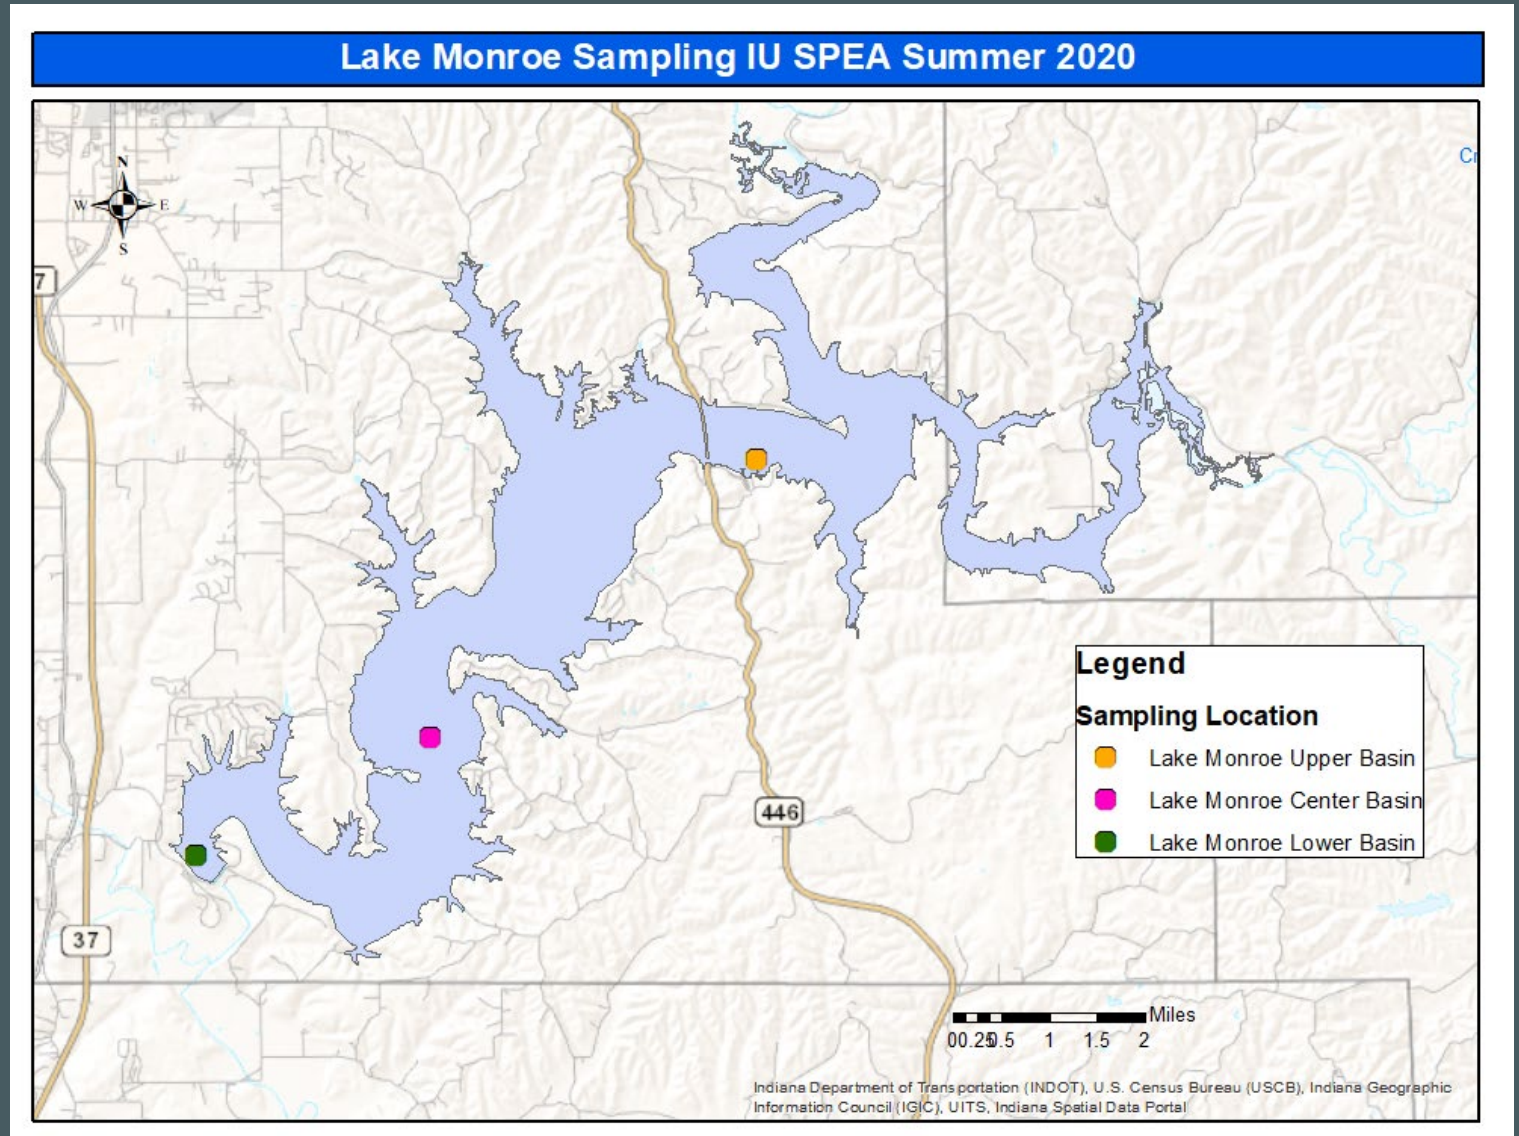 Lake Monroe Sampling IU SPEA Summer 2020
N
W E
S
Cr
7
Legend
Sampling Location
Lake Monroe Upper Basin
Lake Monroe Center Basin
Lake Monroe Lower Basin
446
37
Miles
00.250.5 1 1.5 2
Indiana Department of Transportation (INDOT), U.S. Census Bureau (USCB), Indiana Geographic
Information Council (IGIC), UITS, Indiana Spatial Data Portal